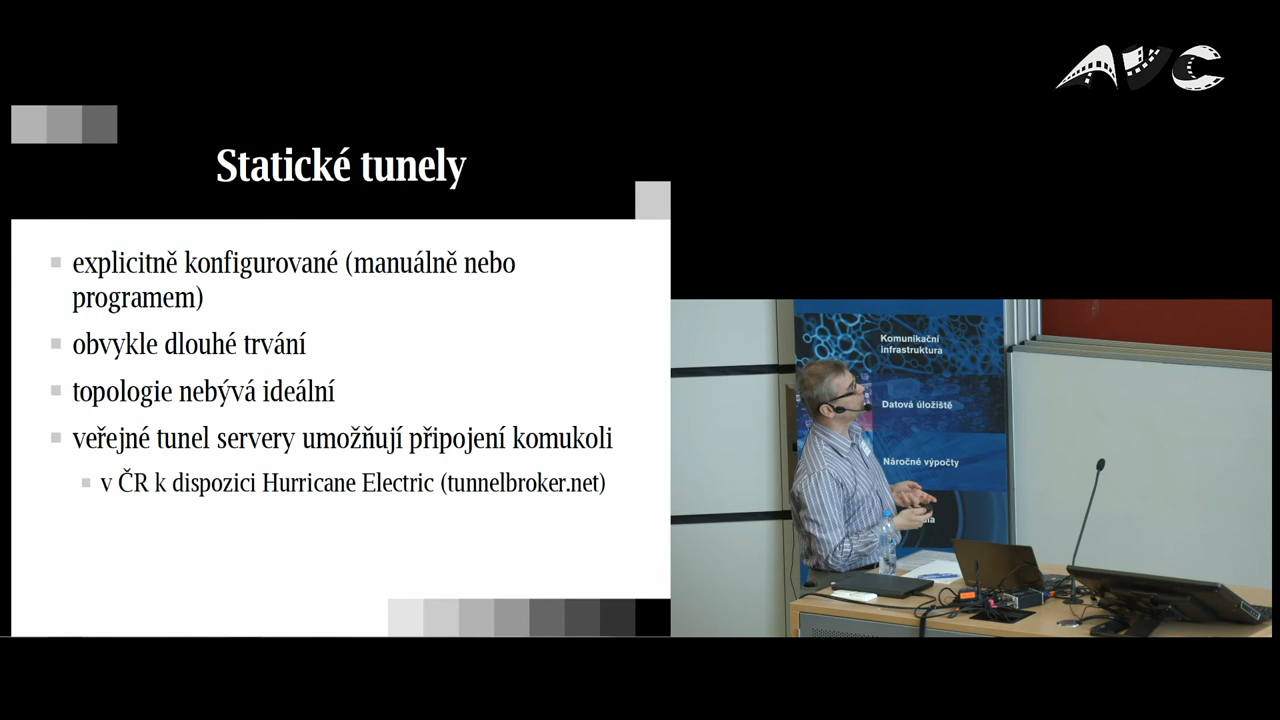 AVC
Statické tunely
explicitně konfigurované (manuálně nebo
programem)
obvykle dlouhé trvání
topologie nebývá ideální
veřejné tunel servery umožňují připojení komukoli
v ČR k dispozici Hurricane Electric (tunnelbroker.net)
Komunikační
infrastruktura
Datová úložiště
Náročné výpočty